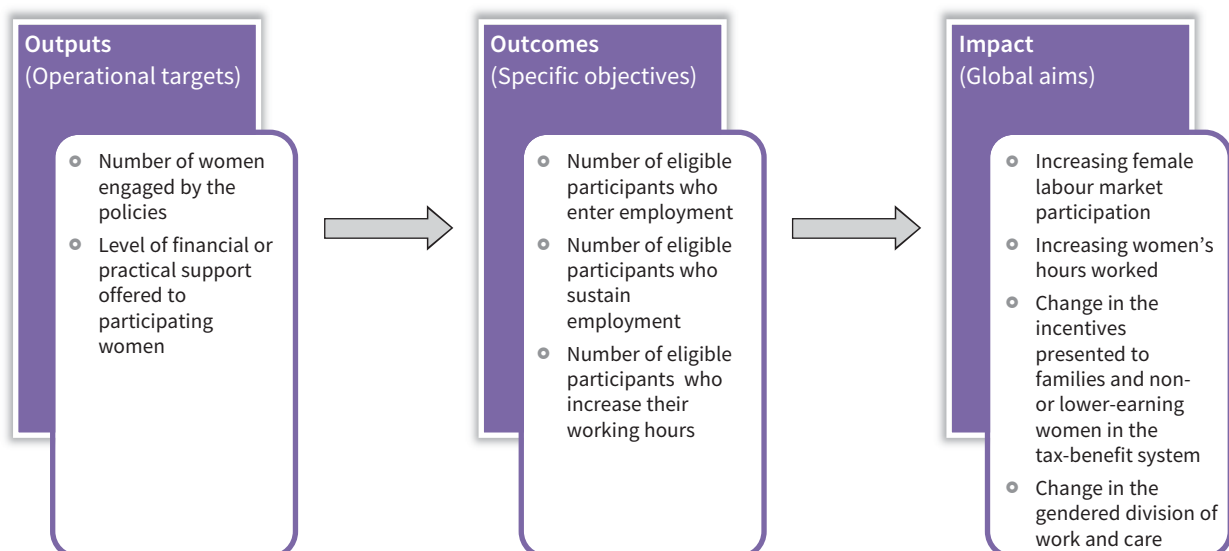 Outputs
(Operational targets)
Number of women
engaged by the
policies
Level of financial or
practical support
offered to
participating
women
Outcomes
(Specific objectives)
Number of eligible
participants who
enter employment
Number of eligible
participants who
sustain
employment
Number of eligible
participants who
increase their
working hours
Impact
(Global aims)
Increasing female
labour market
participation
Increasing women’s
hours worked
Change in the
incentives
presented to
families and non-
or lower-earning
women in the
tax-benefit system
Change in the
gendered division of
work and care